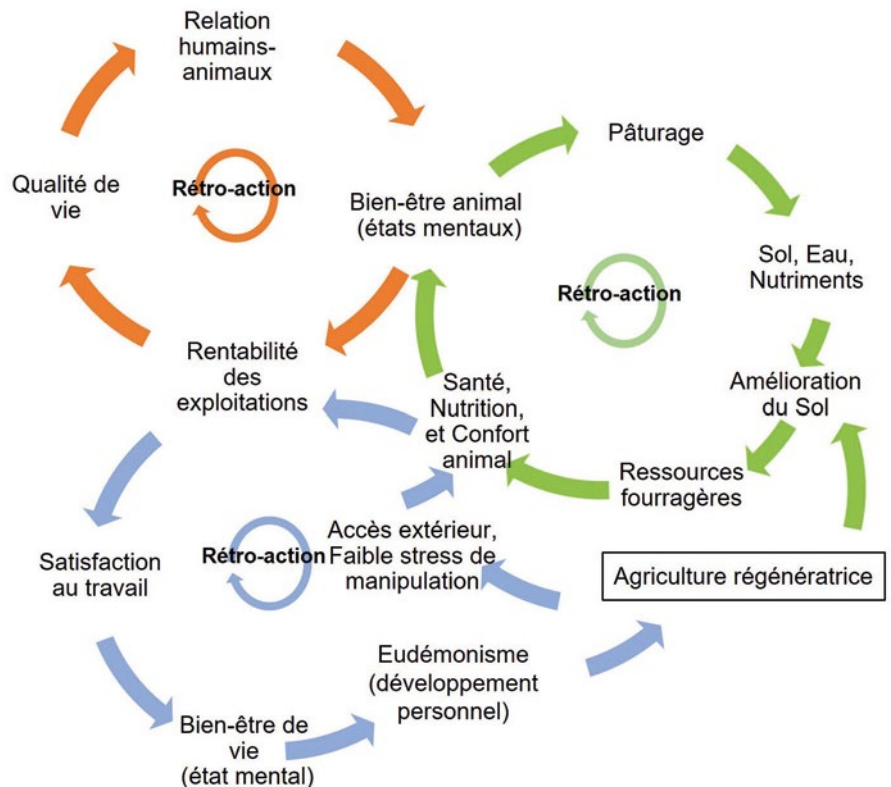 Relation
humains-
animaux
Qualité de
vie
Rétro-action
Bien-être animal
(états mentaux)
Pâturage
Sol, Eau,
Nutriments
Rétro-action
Rentabilité
des
exploitations
Santé,
Nutrition,
et Confort
animal
Amélioration
du Sol
Ressources
fourragères
Satisfaction
au travail
Rétro-action
Accès extérieur,
Faible stress de
manipulation
Agriculture régénératrice
Eudémonisme
(développement
personnel)
Bien-être de
vie
(état mental)